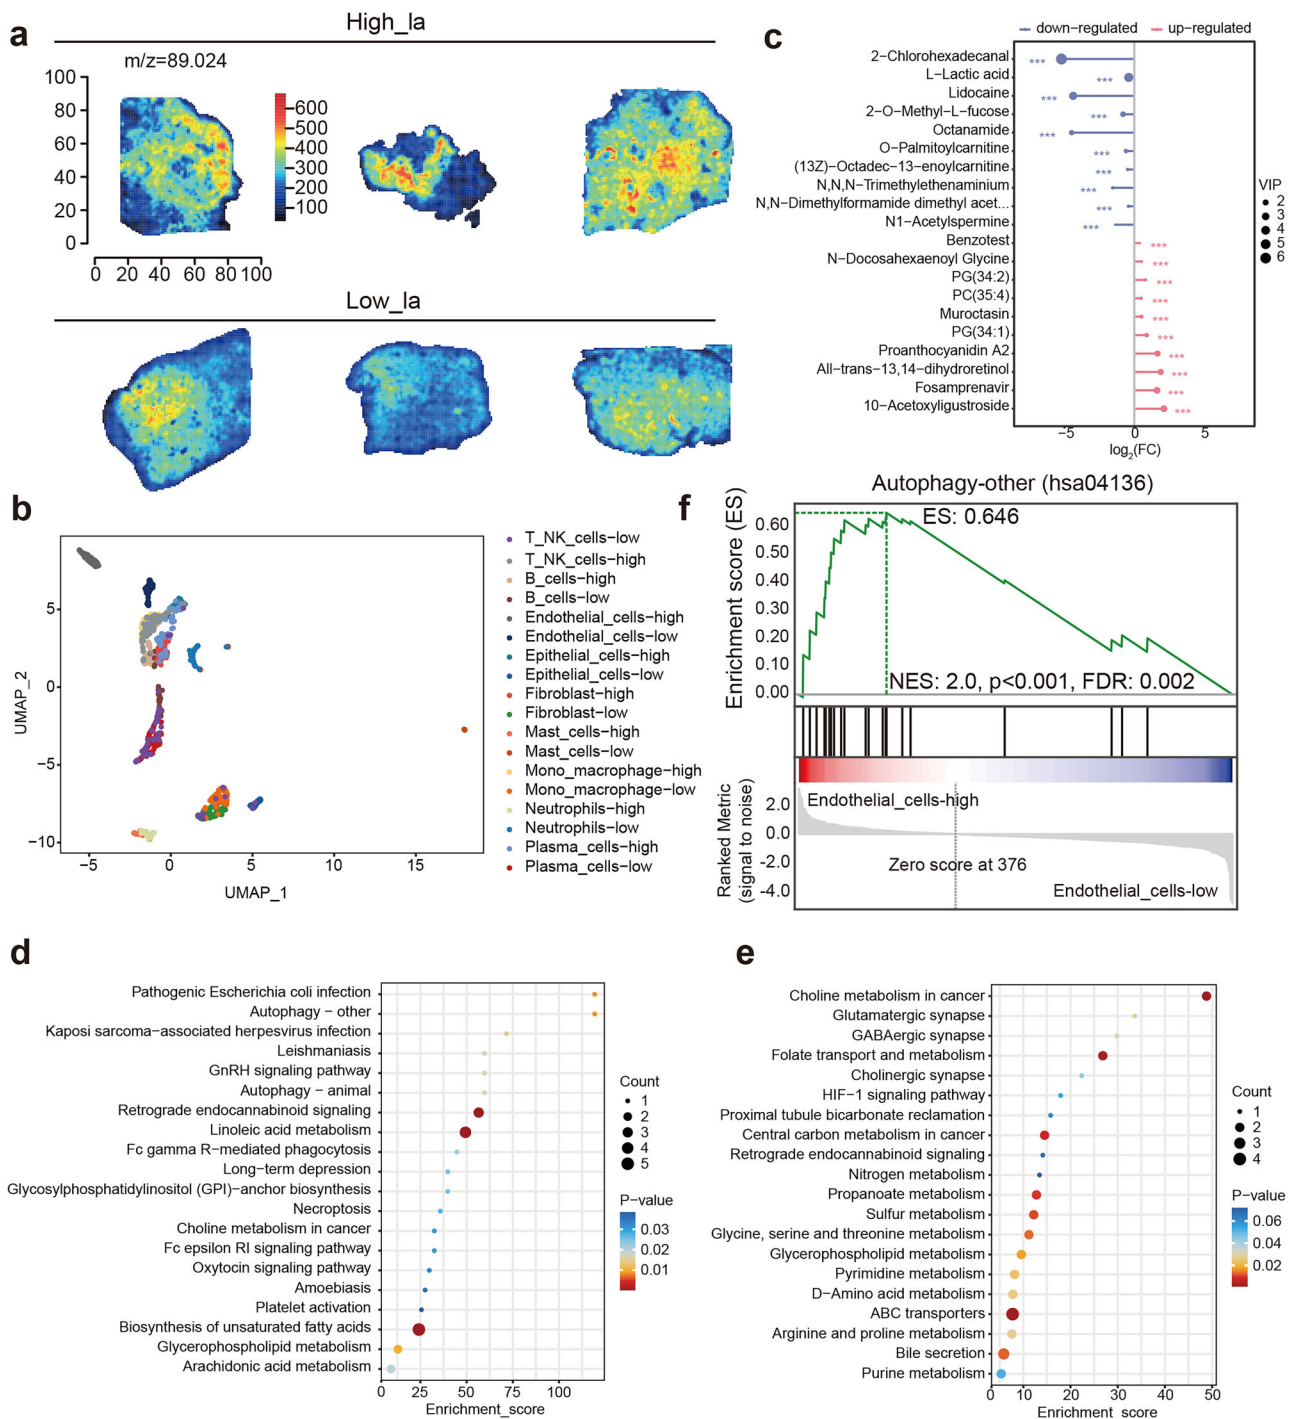 a
High_la
m/z=89.024
100
80
60
40
20
0
0 20 40 60 80 100
600
500
400
300
200
100
Low_la
b
UMAP_2
5
0
−5
−10
−5 0 5 10 15
UMAP_1
T_NK_cells−low
T_NK_cells−high
B_cells−high
B_cells−low
Endothelial_cells−high
Endothelial_cells−low
Epithelial_cells−high
Epithelial_cells−low
Fibroblast−high
Fibroblast−low
Mast_cells−high
Mast_cells−low
Mono_macrophage−high
Mono_macrophage−low
Neutrophils−high
Neutrophils−low
Plasma_cells−high
Plasma_cells−low
c
down−regulated up−regulated
2−Chlorohexadecanal ***
L−Lactic acid ***
Lidocaine ***
2−O−Methyl−L−fucose ***
Octanamide ***
O−Palmitoylcarnitine ***
(13Z)−Octadec−13−enoylcarnitine ***
N,N,N−Trimethylethenaminium ***
N,N−Dimethylformamide dimethyl acet... ***
N1−Acetylspermine ***
Benzotest ***
N−Docosahexaenoyl Glycine ***
PG(34:2) ***
PC(35:4) ***
Muroctasin ***
PG(34:1) ***
Proanthocyanidin A2 ***
All−trans−13,14−dihydroretinol ***
Fosamprenavir ***
10−Acetoxyligustroside ***
−5 0 5
log2(FC)
VIP
2
3
4
5
6
f
Autophagy-other (hsa04136)
Enrichment score (ES)
0.60
0.50
0.40
0.30
0.20
0.10
0.00
ES: 0.646
NES: 2.0, p<0.001, FDR: 0.002
Ranked Metric
(signal to noise)
2.0
0.0
-2.0
-4.0
Endothelial_cells-high
Zero score at 376
Endothelial_cells-low
d
Pathogenic Escherichia coli infection
Autophagy − other
Kaposi sarcoma−associated herpesvirus infection
Leishmaniasis
GnRH signaling pathway
Autophagy − animal
Retrograde endocannabinoid signaling
Linoleic acid metabolism
Fc gamma R−mediated phagocytosis
Long−term depression
Glycosylphosphatidylinositol (GPI)−anchor biosynthesis
Necroptosis
Choline metabolism in cancer
Fc epsilon RI signaling pathway
Oxytocin signaling pathway
Amoebiasis
Platelet activation
Biosynthesis of unsaturated fatty acids
Glycerophospholipid metabolism
Arachidonic acid metabolism
0 25 50 75 100
Enrichment_score
Count
1
2
3
4
5
P−value
0.03
0.02
0.01
e
Choline metabolism in cancer
Glutamatergic synapse
GABAergic synapse
Folate transport and metabolism
Cholinergic synapse
HIF−1 signaling pathway
Proximal tubule bicarbonate reclamation
Central carbon metabolism in cancer
Retrograde endocannabinoid signaling
Nitrogen metabolism
Propanoate metabolism
Sulfur metabolism
Glycine, serine and threonine metabolism
Glycerophospholipid metabolism
Pyrimidine metabolism
D−Amino acid metabolism
ABC transporters
Arginine and proline metabolism
Bile secretion
Purine metabolism
0 10 20 30 40 50
Enrichment score
Count
1
2
3
4
P−value
0.06
0.04
0.02